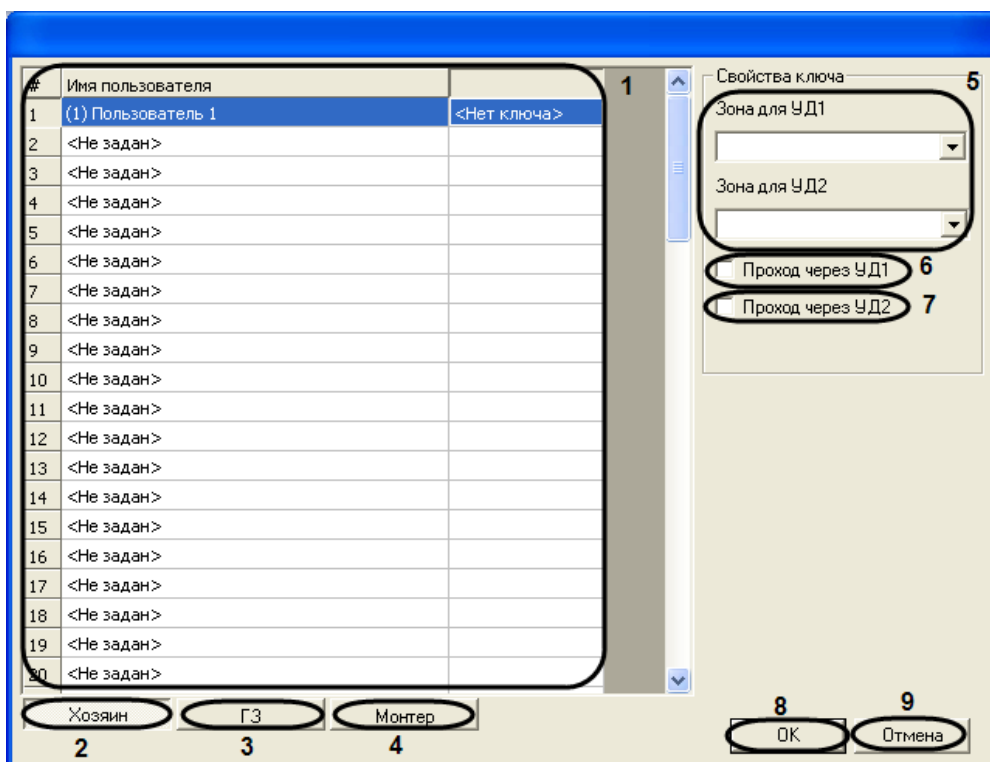 # Имя пользователя 1
1 (1) Пользователь 1 <Нет ключа>
2 <Не задан>
3 <Не задан>
4 <Не задан>
5 <Не задан>
6 <Не задан>
7 <Не задан>
8 <Не задан>
9 <Не задан>
10 <Не задан>
11 <Не задан>
12 <Не задан>
13 <Не задан>
14 <Не задан>
15 <Не задан>
16 <Не задан>
17 <Не задан>
18 <Не задан>
19 <Не задан>
20 <Не задан>
Хозяин ГЗ Монтер
2 3 4
Свойства ключа 5
Зона для УД1
Зона для УД2
Проход через УД1 6
Проход через УД2 7
8 9
OK Отмена